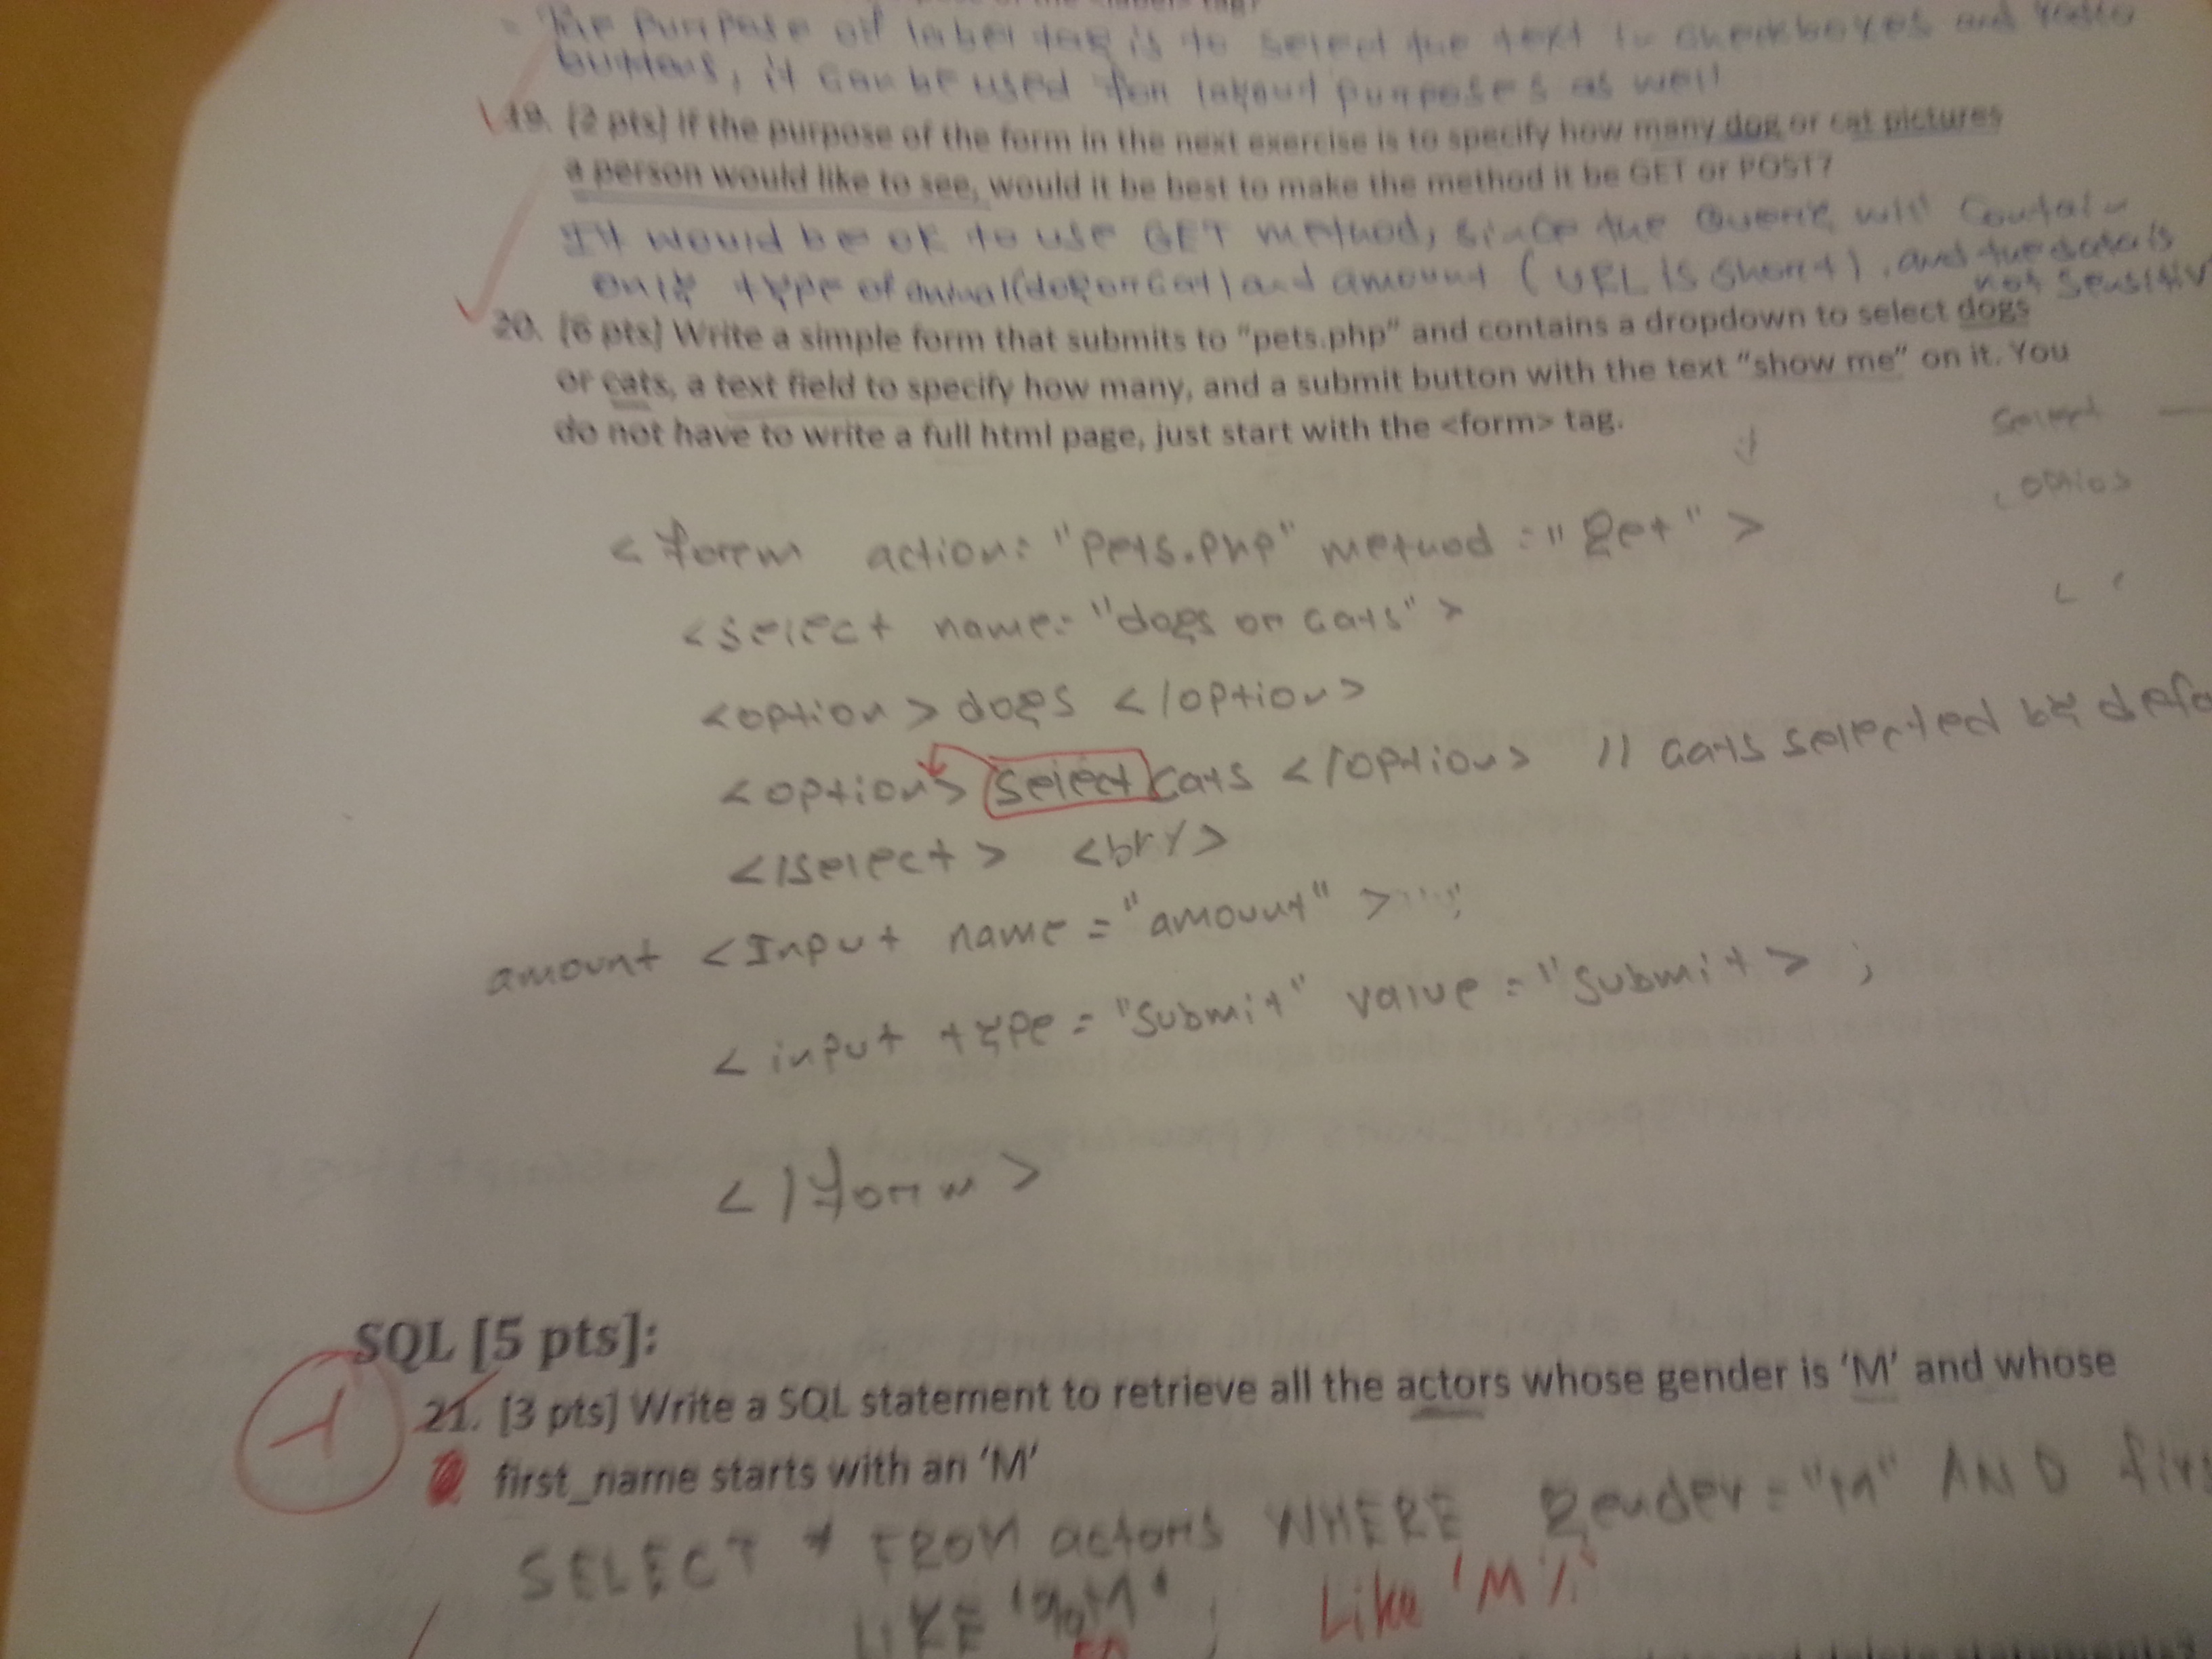 tag?
- The purpose of label tag is to select the text in checkboxes and radio
buttons, it can be used for layout purposes as well
19. [2 pts] If the purpose of the form in the next exercise is to specify how many dog or cat pictures
a person would like to see, would it be best to make the method it be GET or POST?
It would be ok to use GET method, since the querie will contain
only type of animal(dog or cat) and amount (URL is short), and the data is
not sensitiv
20. [6 pts] Write a simple form that submits to "pets.php" and contains a dropdown to select dogs
or cats, a text field to specify how many, and a submit button with the text "show me" on it. You
do not have to write a full html page, just start with the <form> tag.
select
option
<form action="pets.php" method="get">
<select name="dogs or cats">
<option> dogs </option>
<option> select cats </option> // cats selected by defa
</select> <br/>
amount <Input name="amount">
<input type="submit" value="submit> ;
</form>
SQL [5 pts]:
-1
21. [3 pts] Write a SQL statement to retrieve all the actors whose gender is 'M' and whose
first_name starts with an 'M'
SELECT * FROM actors WHERE gender="M" AND firs
LIKE '%M' ; Like 'M%'